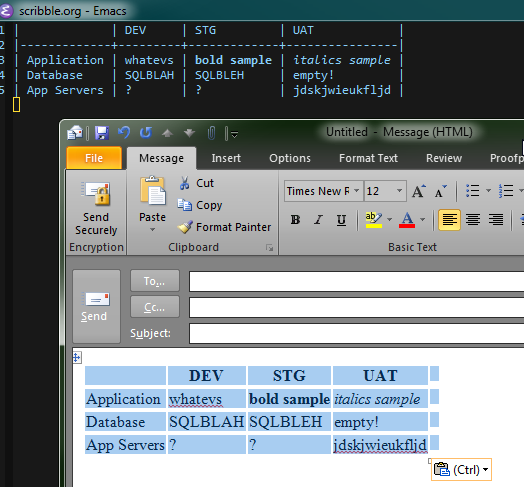 scribble.org - Emacs
1 | | DEV | STG | UAT |
2 |-------------+---------+-------------+----------------|
3 | Application | whatevs | bold sample | italics sample |
4 | Database | SQLBLAH | SQLBLEH | empty! |
5 | App Servers | ? | ? | jdskjwieukfljd |
Untitled - Message (HTML)
File Message Insert Options Format Text Review Proofp
Send Securely
Paste
Cut
Copy
Format Painter
Times New R 12
B I U ab A
Encryption Clipboard Basic Text
Send
To...
Cc...
Subject:
DEV STG UAT
Application whatevs bold sample italics sample
Database SQLBLAH SQLBLEH empty!
App Servers ? ? jdskjwieukfljd
(Ctrl)